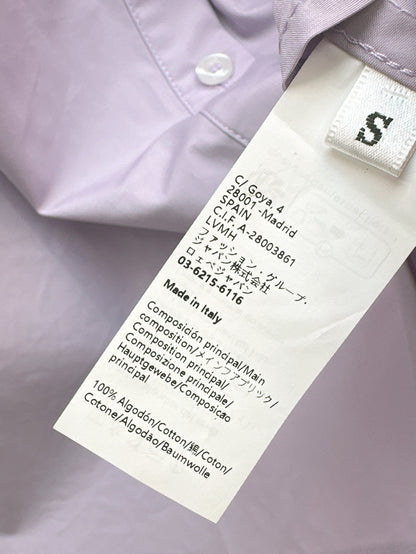 S
C/ Goya, 4
28001 -Madrid
SPAIN
C.I.F. A-28003861
LVMH
ファッション・グループ・
ジャパン株式会社
ロエベジャパン
03-6215-6116
Made in Italy
Composición principal/Main
composition/メインファブリック/
Composition principal/
Composizione principale/
Hauptgewebe/Composição
principal
100% Algodón/Cotton/綿/Coton/
Cotone/Algodão/Baumwolle